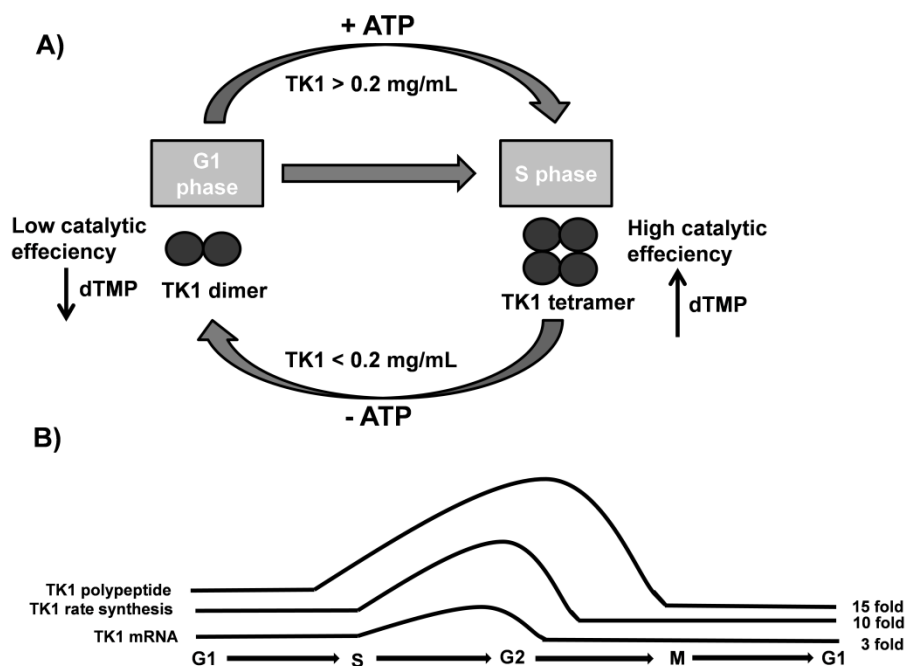 A)
+ ATP
TK1 > 0.2 mg/mL
G1
phase
S phase
Low catalytic
effeciency
dTMP
TK1 dimer
TK1 tetramer
High catalytic
effeciency
dTMP
TK1 < 0.2 mg/mL
- ATP
B)
TK1 polypeptide
TK1 rate synthesis
TK1 mRNA
15 fold
10 fold
3 fold
G1 S G2 M G1